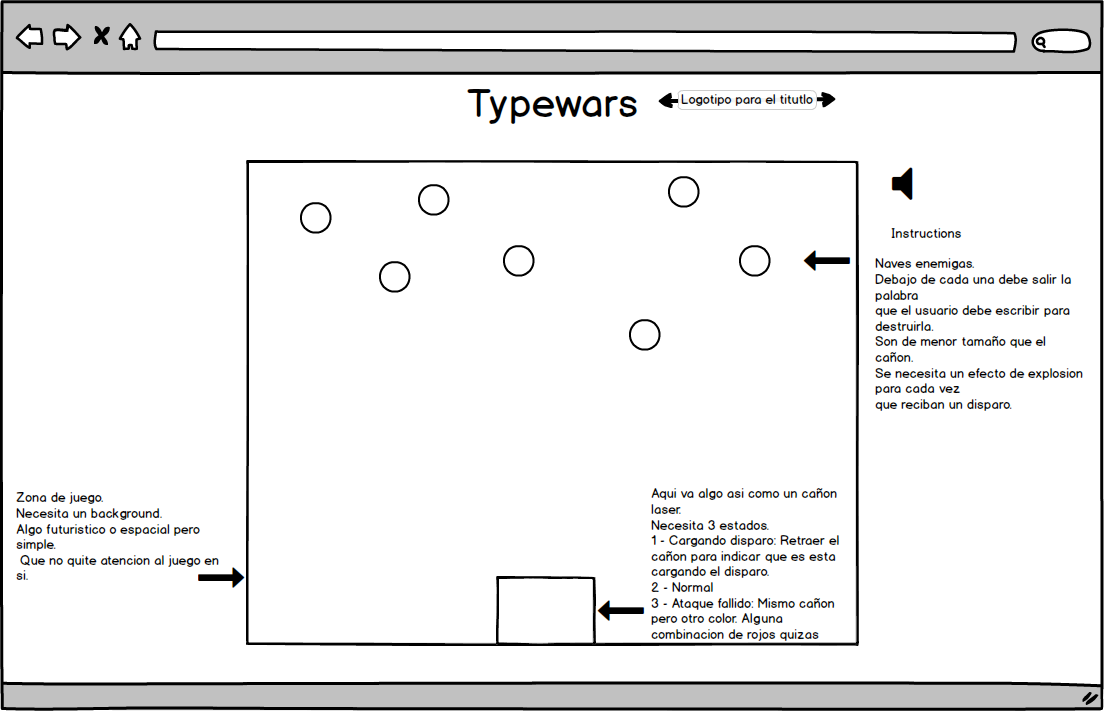 Typewars
Logotipo para el titutlo
Instructions
Naves enemigas.
Debajo de cada una debe salir la
palabra
que el usuario debe escribir para
destruirla.
Son de menor tamaño que el
cañon.
Se necesita un efecto de explosion
para cada vez
que reciban un disparo.
Zona de juego.
Necesita un background.
Algo futuristico o espacial pero
simple.
Que no quite atencion al juego en
si.
Aqui va algo asi como un cañon
laser.
Necesita 3 estados.
1 - Cargando disparo: Retraer el
cañon para indicar que es esta
cargando el disparo.
2 - Normal
3 - Ataque fallido: Mismo cañon
pero otro color. Alguna
combinacion de rojos quizas